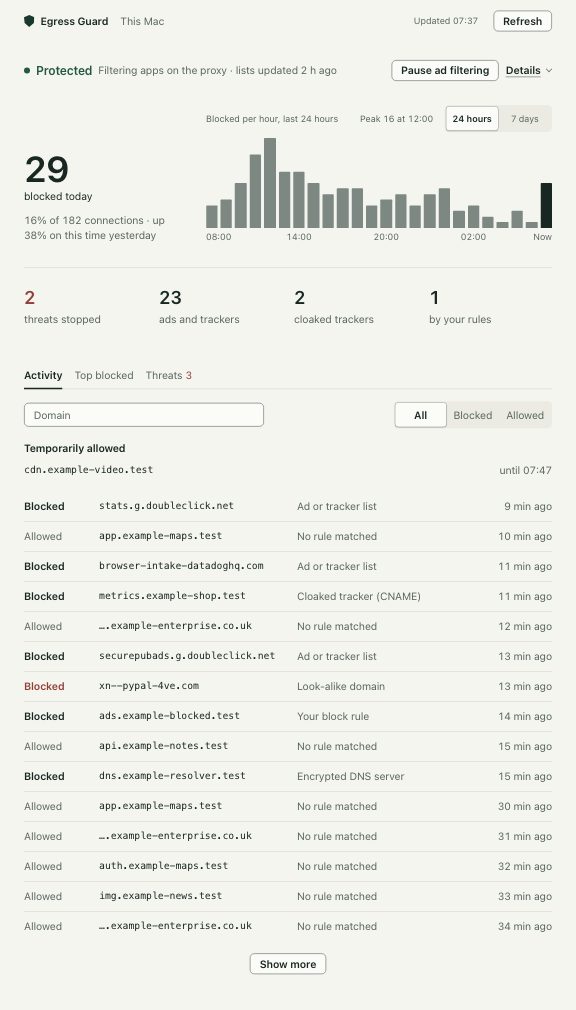 Egress Guard This Mac Updated 07:37 Refresh
Protected Filtering apps on the proxy · lists updated 2 h ago Pause ad filtering Details
Blocked per hour, last 24 hours Peak 16 at 12:00 24 hours 7 days
29
blocked today
16% of 182 connections · up
38% on this time yesterday
08:00 14:00 20:00 02:00 Now
2 23 2 1
threats stopped ads and trackers cloaked trackers by your rules
Activity Top blocked Threats 3
Domain All Blocked Allowed
Temporarily allowed
cdn.example-video.test until 07:47
Blocked stats.g.doubleclick.net Ad or tracker list 9 min ago
Allowed app.example-maps.test No rule matched 10 min ago
Blocked browser-intake-datadoghq.com Ad or tracker list 11 min ago
Blocked metrics.example-shop.test Cloaked tracker (CNAME) 11 min ago
Allowed ….example-enterprise.co.uk No rule matched 12 min ago
Blocked securepubads.g.doubleclick.net Ad or tracker list 13 min ago
Blocked xn--pypal-4ve.com Look-alike domain 13 min ago
Blocked ads.example-blocked.test Your block rule 14 min ago
Allowed api.example-notes.test No rule matched 15 min ago
Blocked dns.example-resolver.test Encrypted DNS server 15 min ago
Allowed app.example-maps.test No rule matched 30 min ago
Allowed ….example-enterprise.co.uk No rule matched 31 min ago
Allowed auth.example-maps.test No rule matched 32 min ago
Allowed img.example-news.test No rule matched 33 min ago
Allowed ….example-enterprise.co.uk No rule matched 34 min ago
Show more